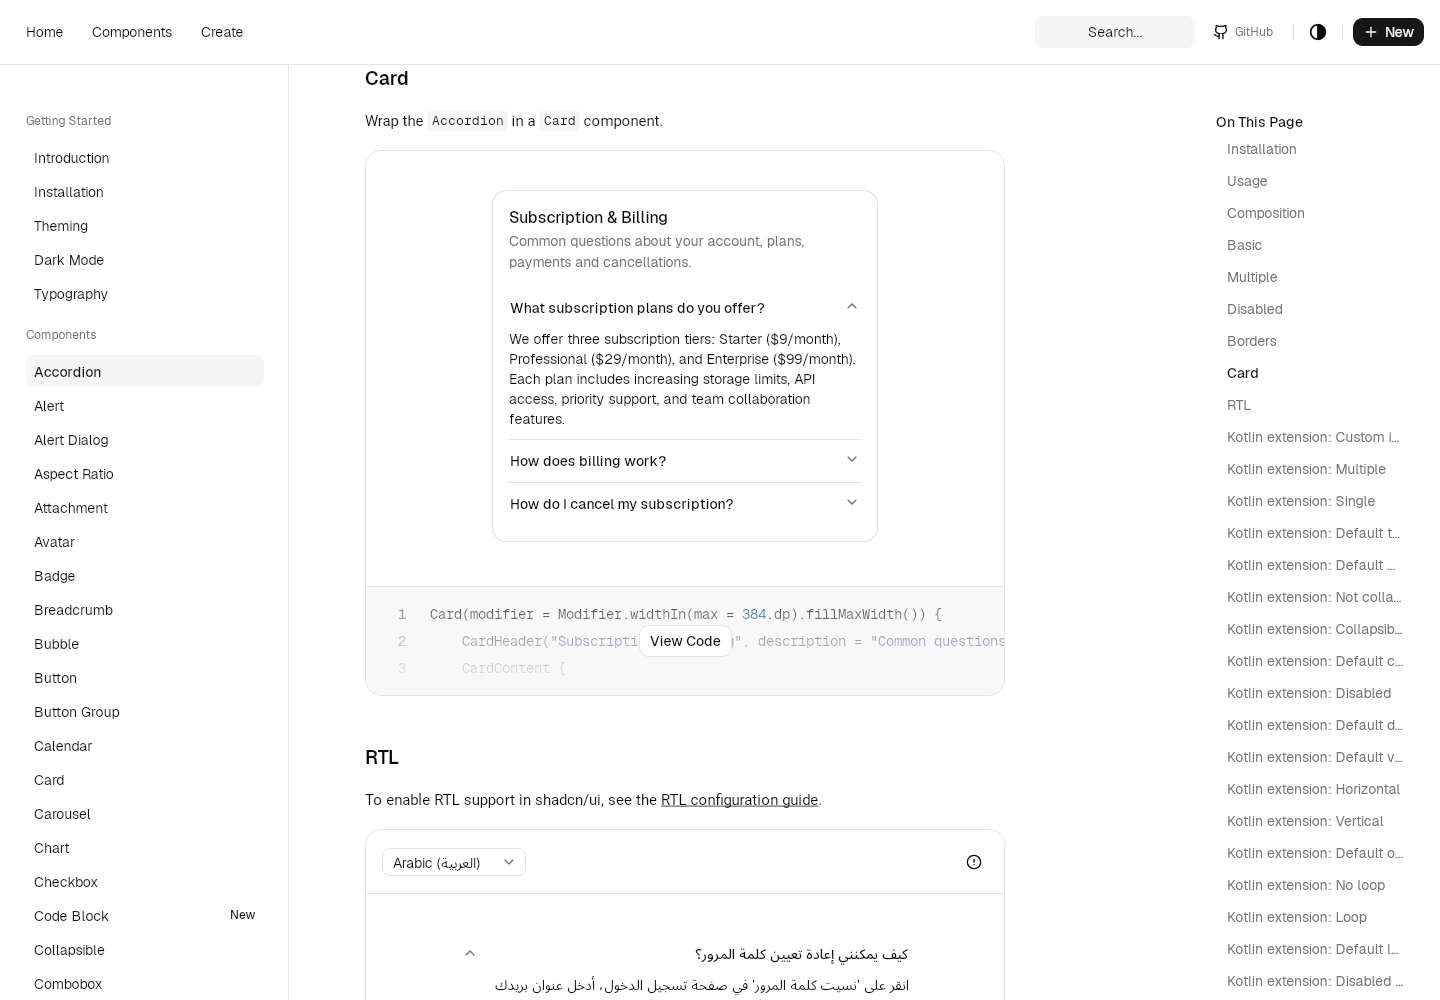 Home
Components
Create
Search...
GitHub
New
Getting Started
Introduction
Installation
Theming
Dark Mode
Typography
Components
Accordion
Alert
Alert Dialog
Aspect Ratio
Attachment
Avatar
Badge
Breadcrumb
Bubble
Button
Button Group
Calendar
Card
Carousel
Chart
Checkbox
Code Block New
Collapsible
Combobox
Card
Wrap the Accordion in a Card component.
Subscription & Billing
Common questions about your account, plans,
payments and cancellations.
What subscription plans do you offer?
We offer three subscription tiers: Starter ($9/month),
Professional ($29/month), and Enterprise ($99/month).
Each plan includes increasing storage limits, API
access, priority support, and team collaboration
features.
How does billing work?
How do I cancel my subscription?
1 Card(modifier = Modifier.widthIn(max = 384.dp).fillMaxWidth()) {
2 CardHeader("Subscripti g", description = "Common questions
View Code
3 CardContent {
RTL
To enable RTL support in shadcn/ui, see the RTL configuration guide.
Arabic (العربية)
كيف يمكنني إعادة تعيين كلمة المرور؟
انقر على 'نسيت كلمة المرور' في صفحة تسجيل الدخول، أدخل عنوان بريدك
On This Page
Installation
Usage
Composition
Basic
Multiple
Disabled
Borders
Card
RTL
Kotlin extension: Custom i...
Kotlin extension: Multiple
Kotlin extension: Single
Kotlin extension: Default t...
Kotlin extension: Default ...
Kotlin extension: Not colla...
Kotlin extension: Collapsib...
Kotlin extension: Default c...
Kotlin extension: Disabled
Kotlin extension: Default d...
Kotlin extension: Default v...
Kotlin extension: Horizontal
Kotlin extension: Vertical
Kotlin extension: Default o...
Kotlin extension: No loop
Kotlin extension: Loop
Kotlin extension: Default l...
Kotlin extension: Disabled ...